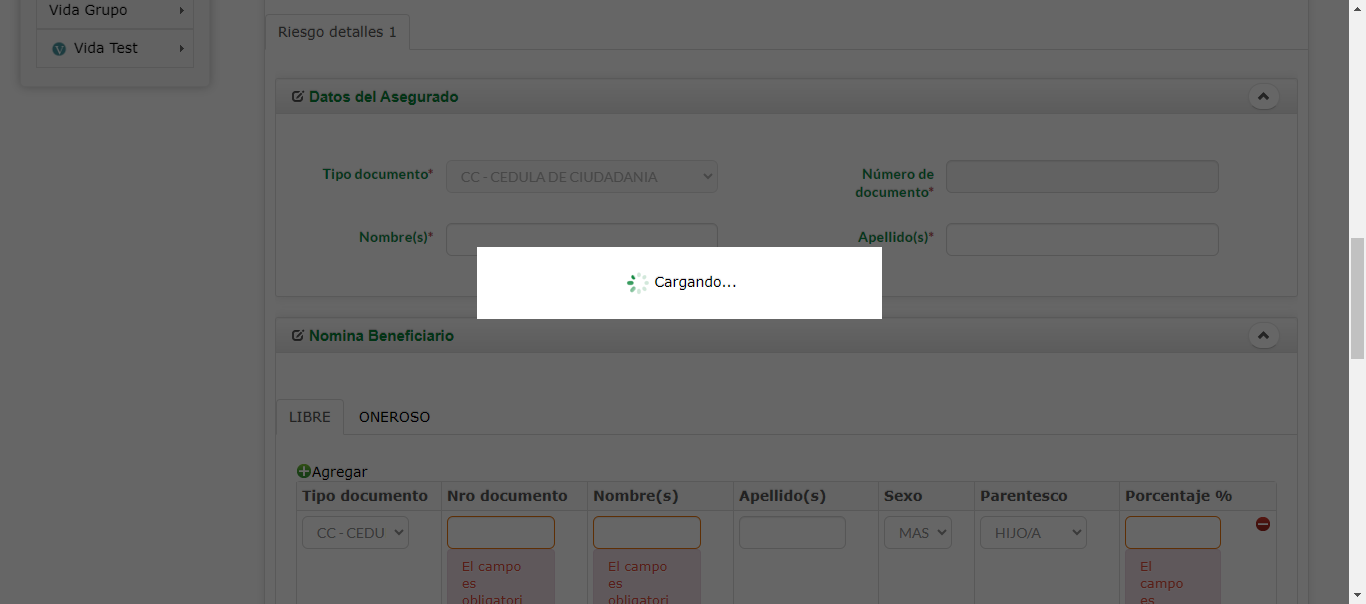 Vida Grupo
Vida Test
Riesgo detalles 1
Datos del Asegurado
Tipo documento*
CC - CEDULA DE CIUDADANIA
Número de
documento*
Nombre(s)*
Apellido(s)*
Cargando...
Nomina Beneficiario
LIBRE
ONEROSO
Agregar
Tipo documento
Nro documento
Nombre(s)
Apellido(s)
Sexo
Parentesco
Porcentaje %
CC - CEDU
MAS
HIJO/A
El campo
es
obligatori
El campo
es
obligatori
El
campo
es